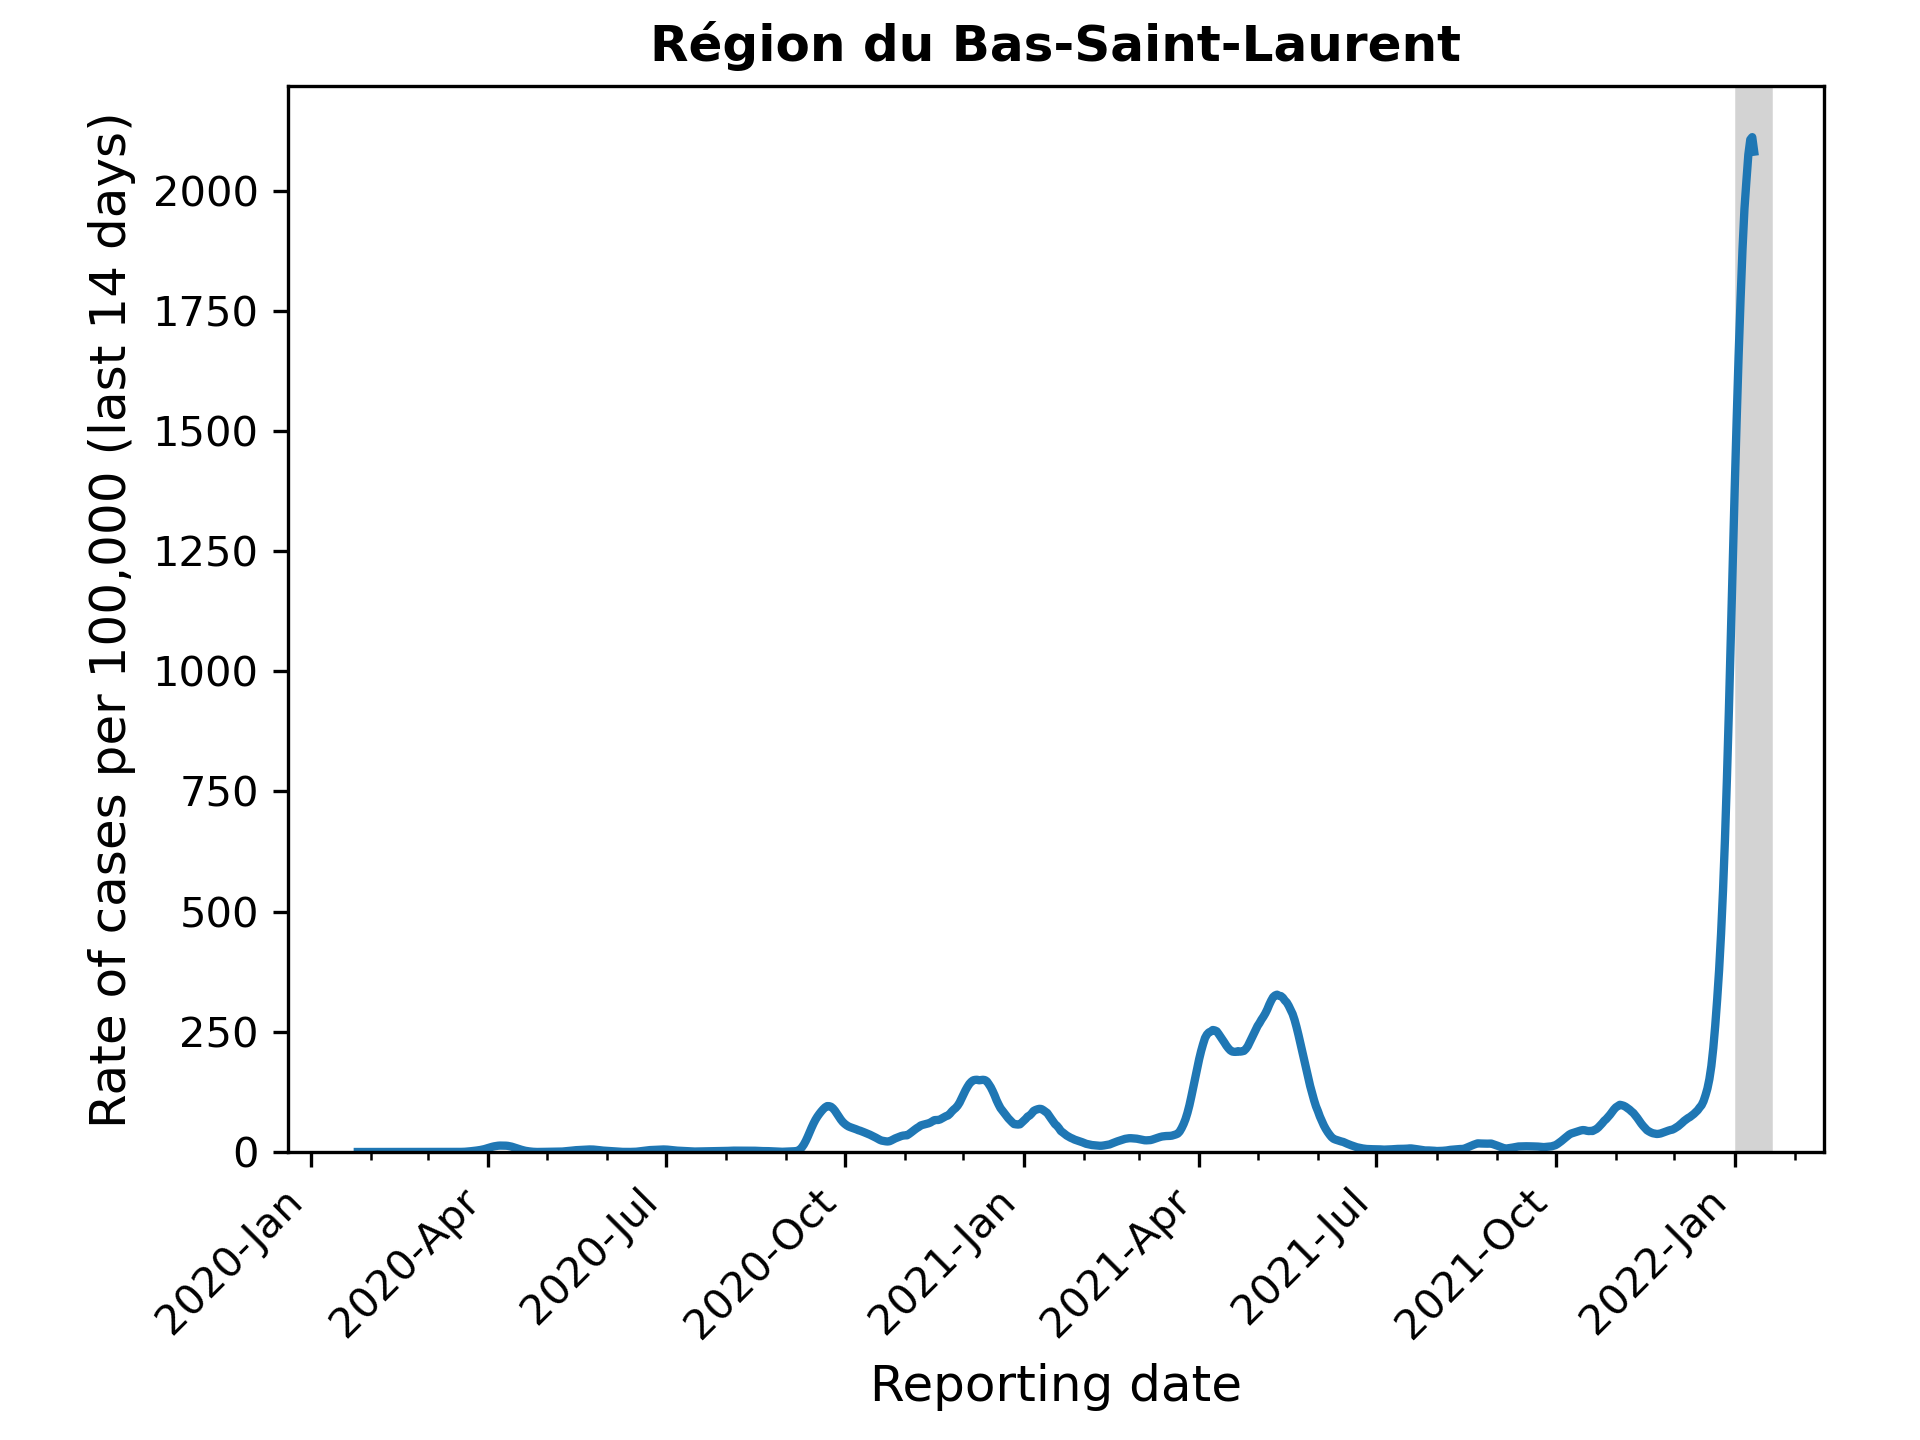 Région du Bas-Saint-Laurent
Rate of cases per 100,000 (last 14 days)
2000
1750
1500
1250
1000
750
500
250
0
2020-Jan
2020-Apr
2020-Jul
2020-Oct
2021-Jan
2021-Apr
2021-Jul
2021-Oct
2022-Jan
Reporting date